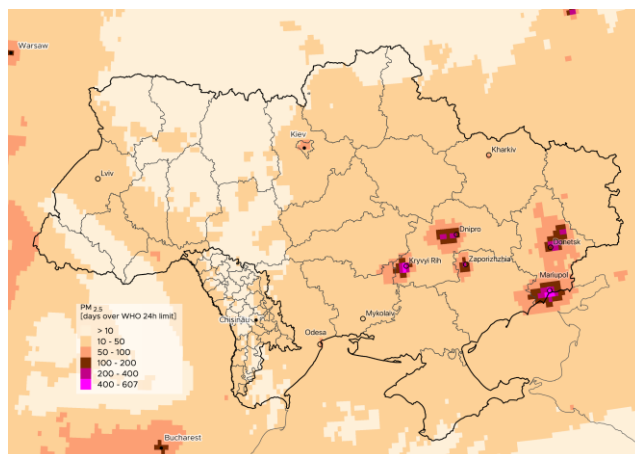 Warsaw
Kiev
Kharkiv
Lviv
Dnipro
Donetsk
Kryvyi Rih
Zaporizhzhia
Mariupol
PM 2.5
[days over WHO 24h limit]
> 10
10 - 50
50 - 100
100 - 200
200 - 400
400 - 607
Chisinau
Mykolaiv
Odesa
Bucharest